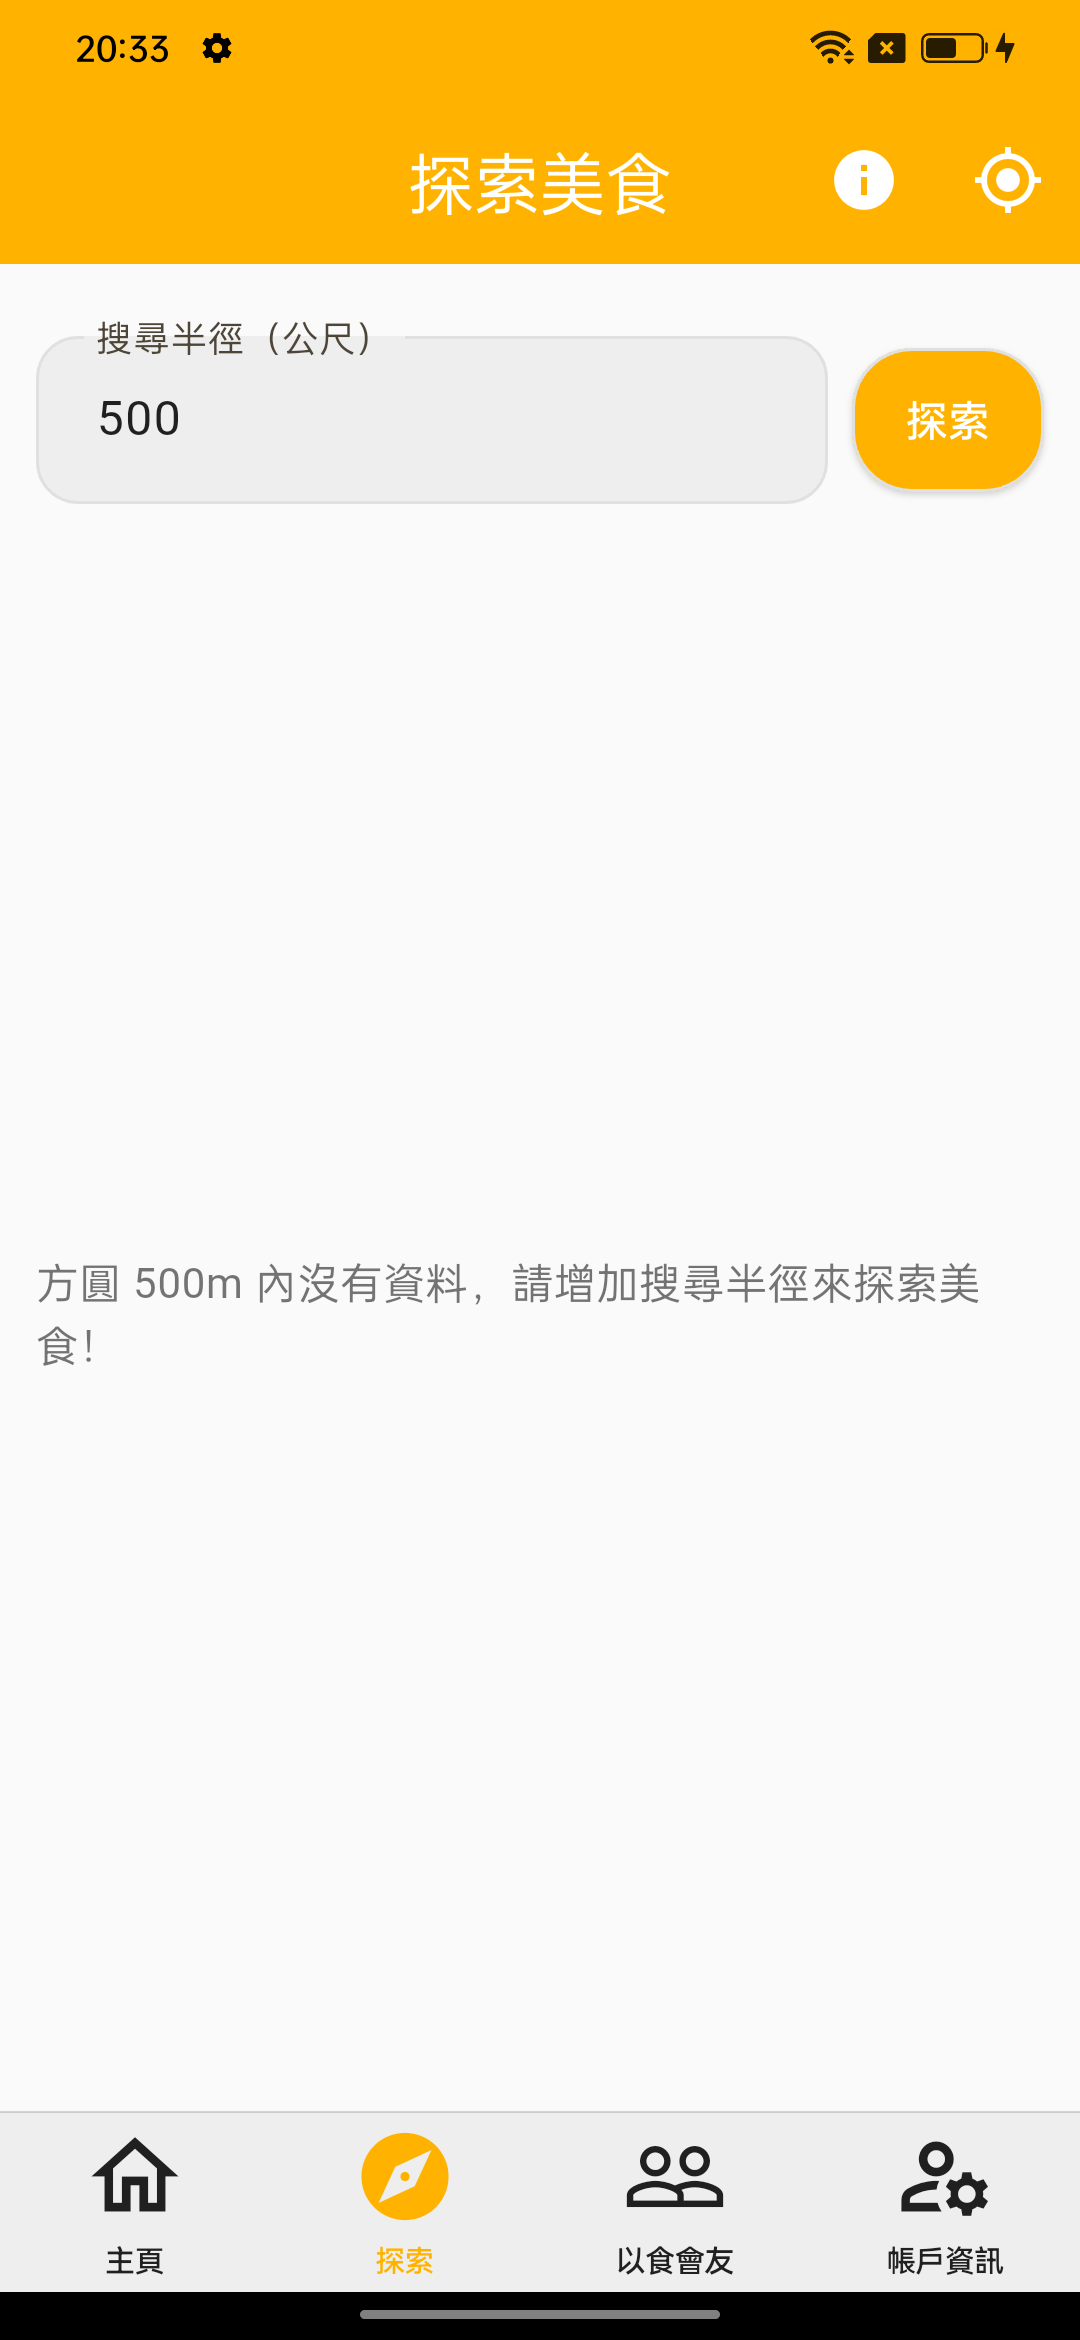 20:33
探索美食
搜尋半徑（公尺）
500
探索
方圓 500m 內沒有資料，請增加搜尋半徑來探索美
食！
主頁
探索
以食會友
帳戶資訊